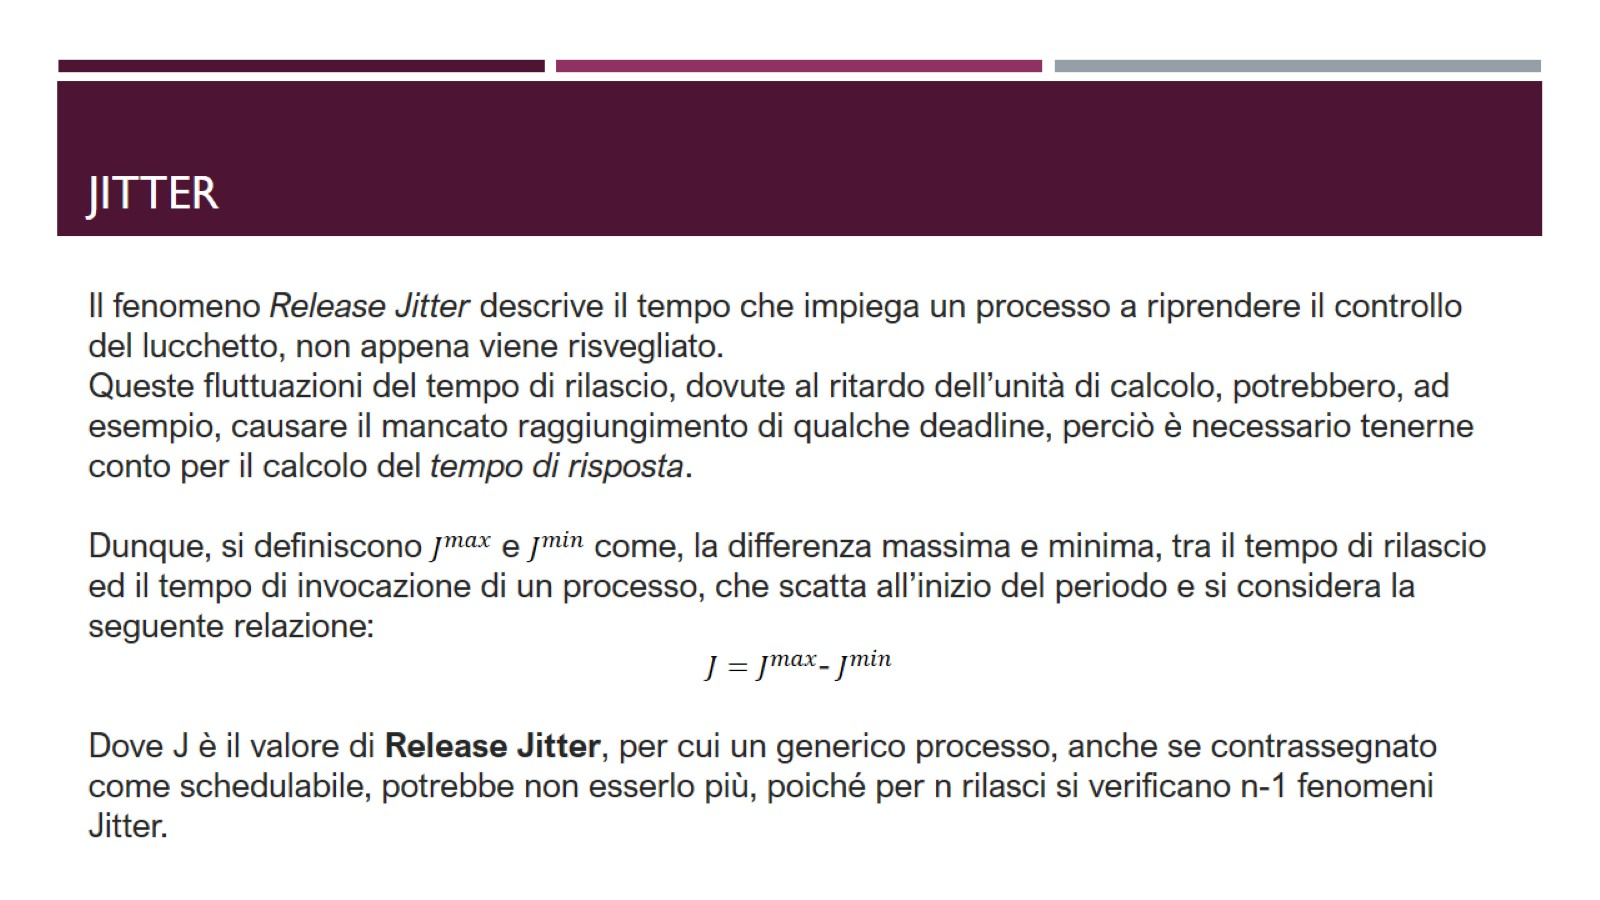 JITTER
Il fenomeno Release Jitter descrive il tempo che impiega un processo a riprendere il controllo
del lucchetto, non appena viene risvegliato.
Queste fluttuazioni del tempo di rilascio, dovute al ritardo dell’unità di calcolo, potrebbero, ad
esempio, causare il mancato raggiungimento di qualche deadline, perciò è necessario tenerne
conto per il calcolo del tempo di risposta.
Dunque, si definiscono J^max e J^min come, la differenza massima e minima, tra il tempo di rilascio
ed il tempo di invocazione di un processo, che scatta all’inizio del periodo e si considera la
seguente relazione:
J = J^max - J^min
Dove J è il valore di Release Jitter, per cui un generico processo, anche se contrassegnato
come schedulabile, potrebbe non esserlo più, poiché per n rilasci si verificano n-1 fenomeni
Jitter.